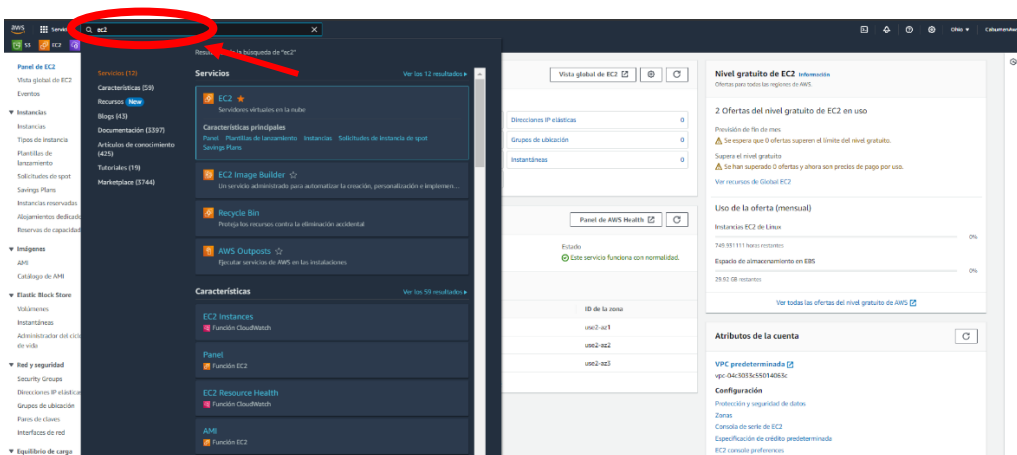 aws
Servi
ec2
Ohio
CabumenAw
S3
EC2
Panel de EC2
Vista global de EC2
Eventos
Instancias
Instancias
Tipos de instancia
Plantillas de
lanzamiento
Solicitudes de spot
Savings Plans
Instancias reservadas
Alojamientos dedicado
Reservas de capacidad
Imágenes
AMI
Catálogo de AMI
Elastic Block Store
Volúmenes
Instantáneas
Administrador del ciclo
de vida
Red y seguridad
Security Groups
Direcciones IP elásticas
Grupos de ubicación
Pares de claves
Interfaces de red
Equilibrio de carga
la búsqueda de "ec2"
Servicios (12)
Características (59)
Recursos New
Blogs (43)
Documentación (3397)
Artículos de conocimiento
(425)
Tutoriales (19)
Marketplace (3744)
Servicios
Ver los 12 resultados
EC2
Servidores virtuales en la nube
Características principales
Panel Plantillas de lanzamiento Instancias Solicitudes de instancia de spot
Savings Plans
EC2 Image Builder
Un servicio administrado para automatizar la creación, personalización e implemen...
Recycle Bin
Proteja los recursos contra la eliminación accidental
AWS Outposts
Ejecutar servicios de AWS en las instalaciones
Características
Ver los 59 resultados
EC2 Instances
Función CloudWatch
Panel
Función EC2
EC2 Resource Health
Función CloudWatch
AMI
Función EC2
Vista global de EC2
Direcciones IP elásticas 0
Grupos de ubicación 0
Instantáneas 0
Panel de AWS Health
Estado
Este servicio funciona con normalidad.
ID de la zona
use2-az1
use2-az2
use2-az3
Nivel gratuito de EC2 Información
Ofertas para todas las regiones de AWS.
2 Ofertas del nivel gratuito de EC2 en uso
Previsión de fin de mes
Se espera que 0 ofertas superen el límite del nivel gratuito.
Supera el nivel gratuito
Se han superado 0 ofertas y ahora son precios de pago por uso.
Ver recursos de Global EC2
Uso de la oferta (mensual)
Instancias EC2 de Linux
0%
749.931111 horas restantes
Espacio de almacenamiento en EBS
0%
29.92 GB restantes
Ver todas las ofertas del nivel gratuito de AWS
Atributos de la cuenta
VPC predeterminada
vpc-04c3033c55014063c
Configuración
Protección y seguridad de datos
Zonas
Consola de serie de EC2
Especificación de crédito predeterminada
EC2 console preferences